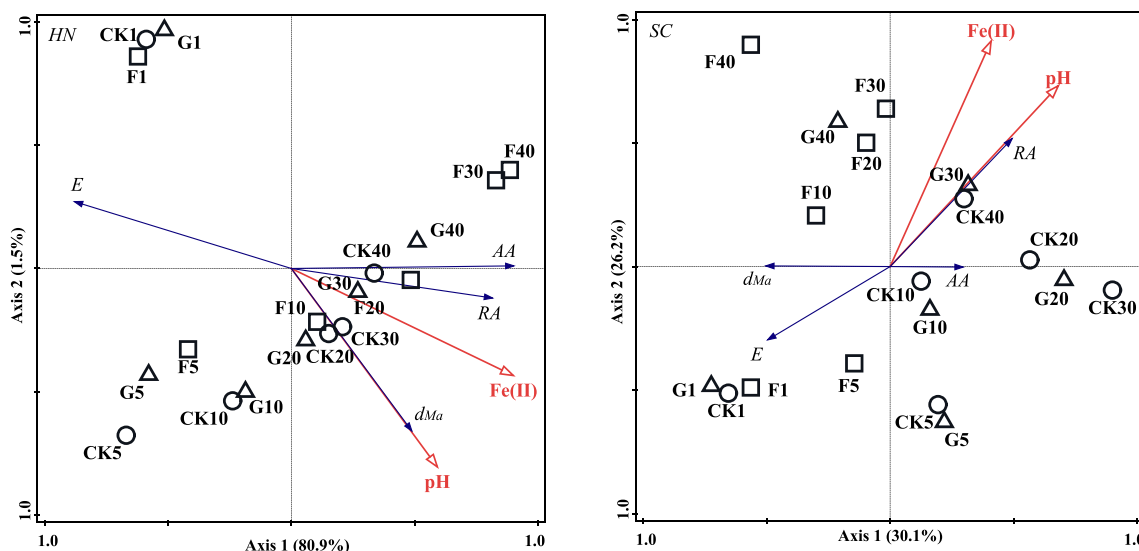 HN
1.0
CK1
G1
F1
F40
F30
E
G40
CK40
AA
G30
RA
F10
F20
CK30
G20
CK20
F5
G5
Fe(II)
CK10
G10
dMa
CK5
pH
Axis 2 (1.5%)
1.0
1.0
Axis 1 (80.9%)
1.0
SC
1.0
Fe(II)
F40
pH
F30
G40
F20
RA
G30
F10
CK40
CK20
dMa
CK10
AA
G20
CK30
G10
E
G1
F1
F5
CK1
CK5
G5
Axis 2 (26.2%)
1.0
1.0
Axis 1 (30.1%)
1.0